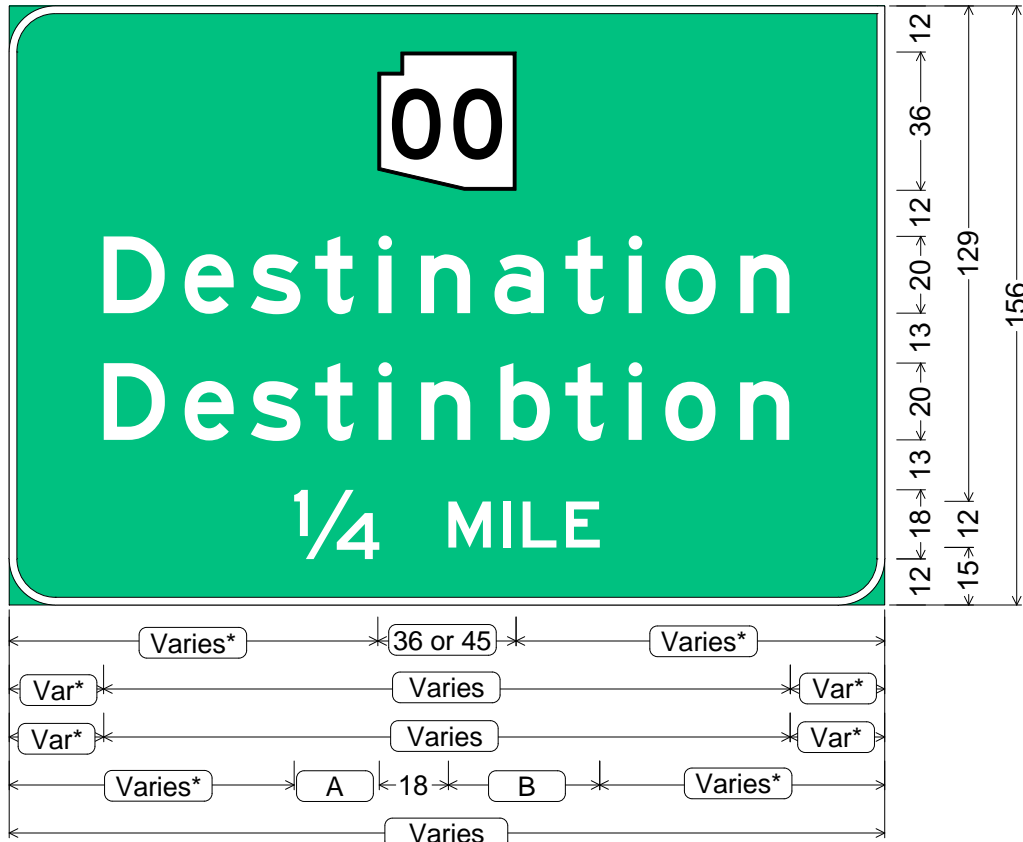 00
Destination
Destinbtion
1/4 MILE
12
36
12
20
13
20
13
18
12
129
12
15
156
Varies* 36 or 45 Varies*
Var* Varies Var*
Var* Varies Var*
Varies* A 18 B Varies*
Varies